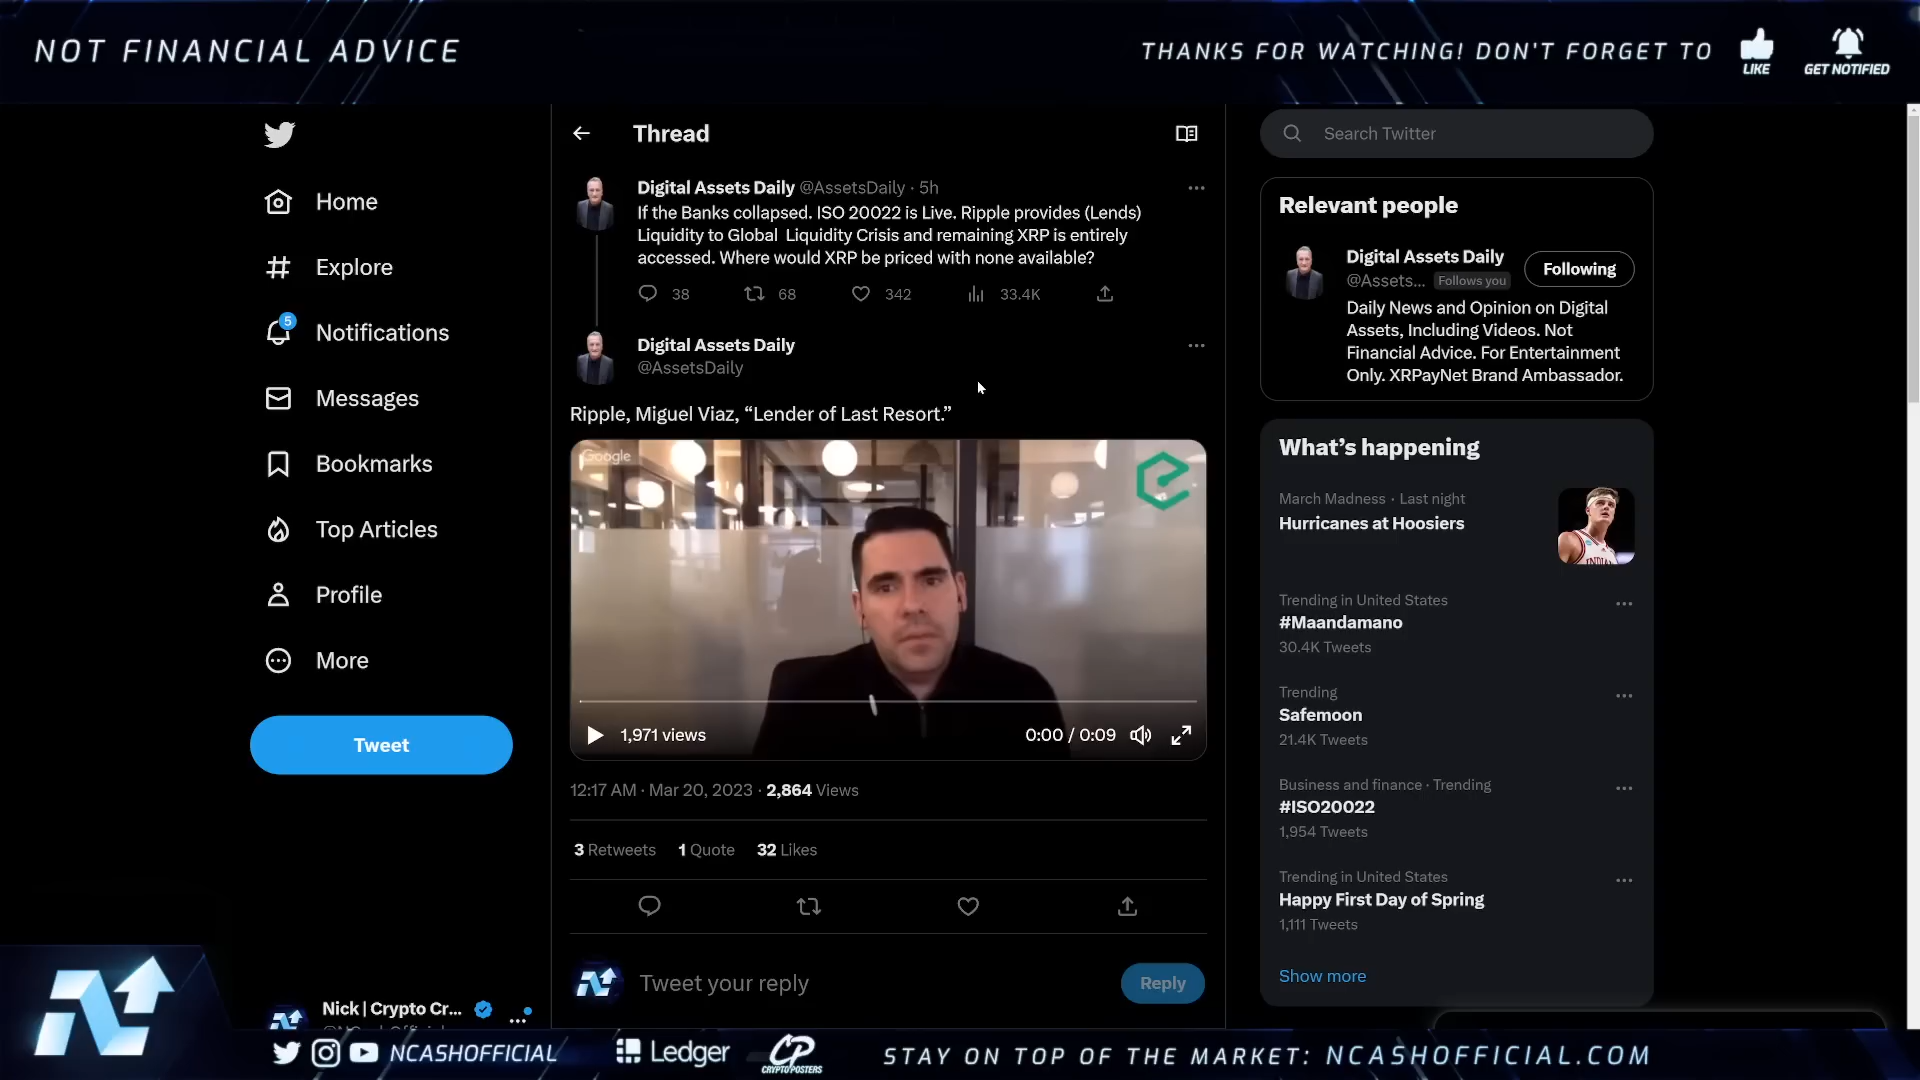 NOT FINANCIAL ADVICE
THANKS FOR WATCHING! DON'T FORGET TO
LIKE
GET NOTIFIED
Home
Explore
5
Notifications
Messages
Bookmarks
Top Articles
Profile
More
Tweet
Nick | Crypto Cr...
Thread
Digital Assets Daily @AssetsDaily · 5h
If the Banks collapsed. ISO 20022 is Live. Ripple provides (Lends)
Liquidity to Global Liquidity Crisis and remaining XRP is entirely
accessed. Where would XRP be priced with none available?
38 68 342 33.4K
Digital Assets Daily
@AssetsDaily
Ripple, Miguel Viaz, “Lender of Last Resort.”
Google
1,971 views
0:00 / 0:09
12:17 AM · Mar 20, 2023 · 2,864 Views
3 Retweets 1 Quote 32 Likes
Tweet your reply
Reply
Search Twitter
Relevant people
Digital Assets Daily
@Assets... Follows you
Following
Daily News and Opinion on Digital
Assets, Including Videos. Not
Financial Advice. For Entertainment
Only. XRPayNet Brand Ambassador.
What’s happening
March Madness · Last night
Hurricanes at Hoosiers
Trending in United States
#Maandamano
30.4K Tweets
Trending
Safemoon
21.4K Tweets
Business and finance · Trending
#ISO20022
1,954 Tweets
Trending in United States
Happy First Day of Spring
1,111 Tweets
Show more
NCASHOFFICIAL
Ledger
CP
CRYPTOPOSTERS
STAY ON TOP OF THE MARKET: NCASHOFFICIAL.COM